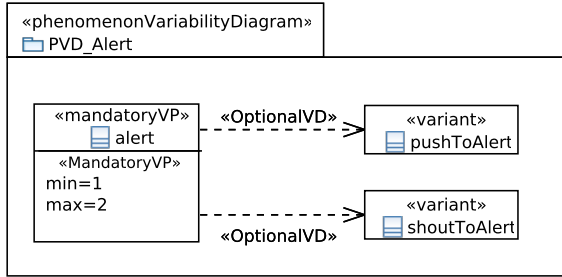 «phenomenonVariabilityDiagram»
PVD_Alert
«mandatoryVP»
alert
«MandatoryVP»
min=1
max=2
«OptionalVD»
«variant»
pushToAlert
«OptionalVD»
«variant»
shoutToAlert